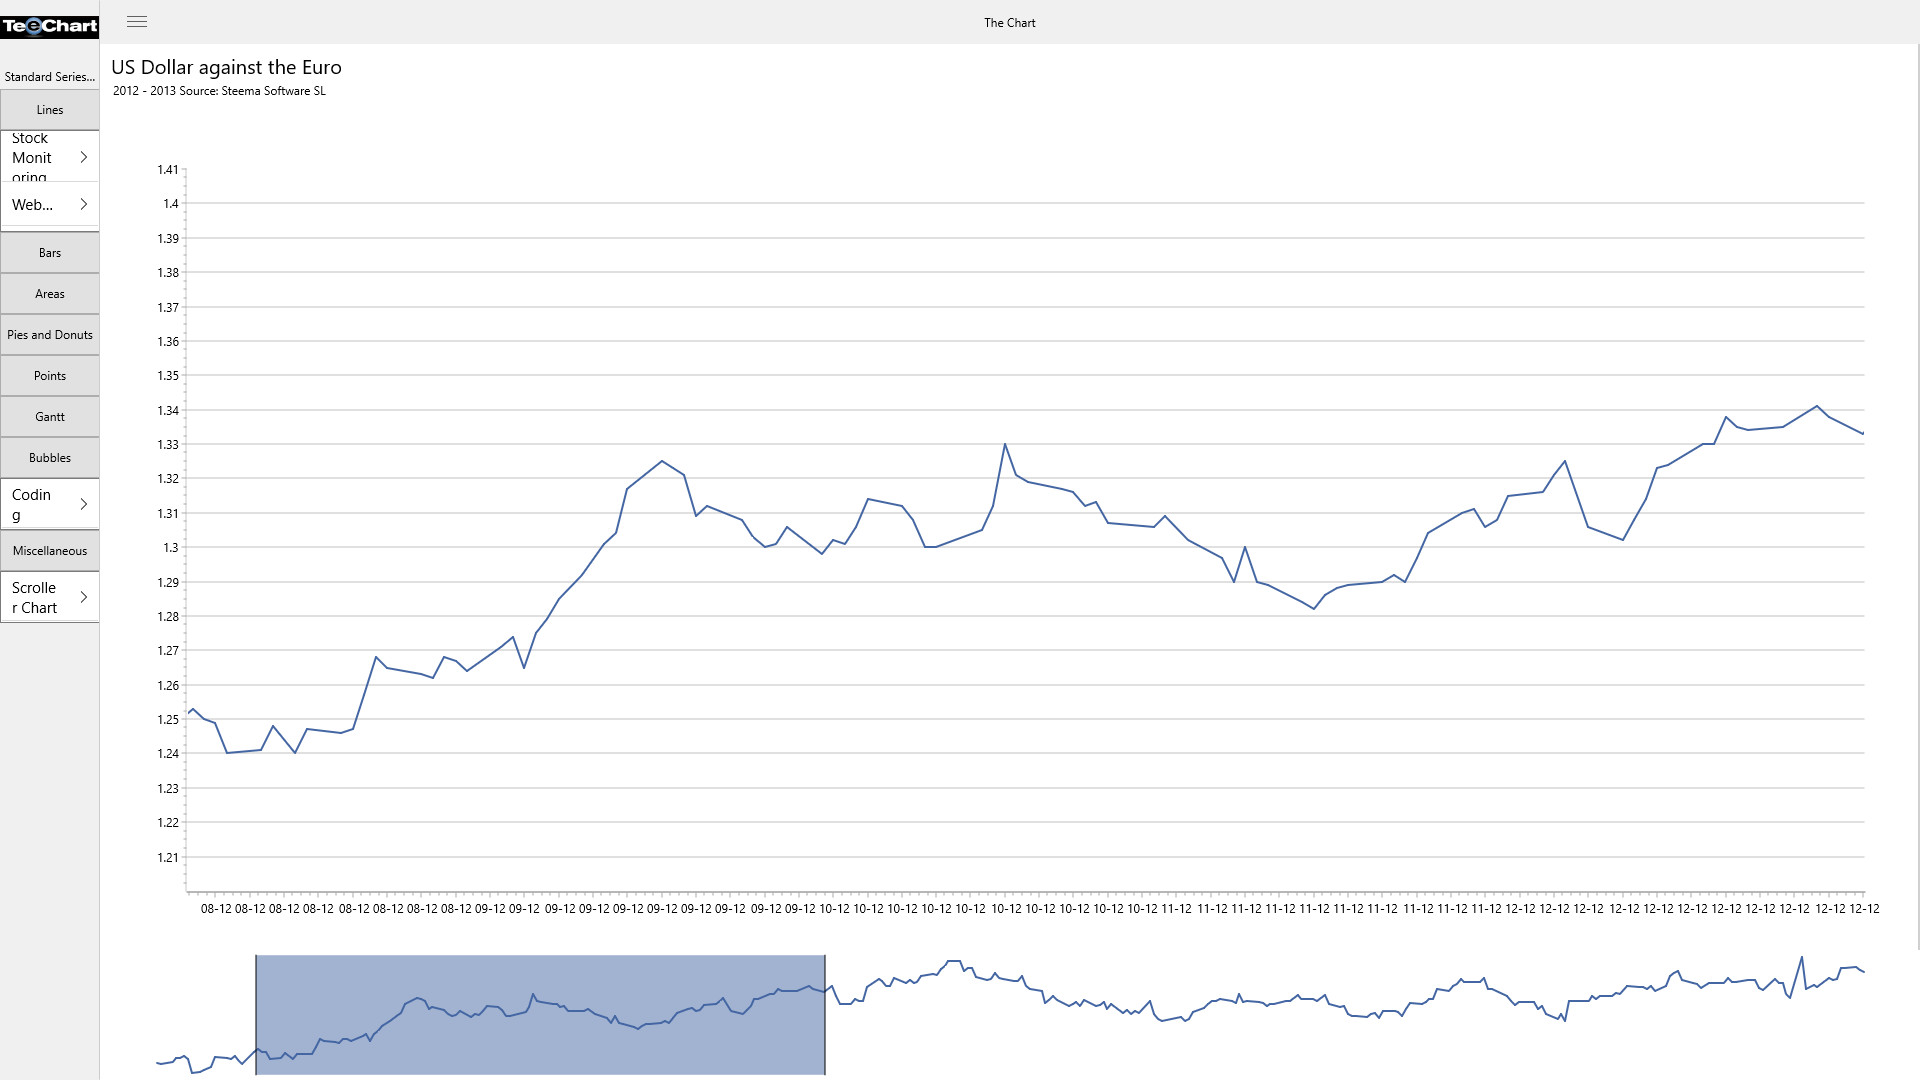 TeeChart
The Chart
Standard Series...
Lines
Stock
Monit
oring
Web...
Bars
Areas
Pies and Donuts
Points
Gantt
Bubbles
Codin
g
Miscellaneous
Scrolle
r Chart
US Dollar against the Euro
2012 - 2013 Source: Steema Software SL
1.41
1.4
1.39
1.38
1.37
1.36
1.35
1.34
1.33
1.32
1.31
1.3
1.29
1.28
1.27
1.26
1.25
1.24
1.23
1.22
1.21
08-12 08-12 08-12 08-12 08-12 08-12 08-12 08-12 09-12 09-12 09-12 09-12 09-12 09-12 09-12 09-12 09-12 09-12 10-12 10-12 10-12 10-12 10-12 10-12 10-12 10-12 10-12 10-12 11-12 11-12 11-12 11-12 11-12 11-12 11-12 11-12 11-12 11-12 12-12 12-12 12-12 12-12 12-12 12-12 12-12 12-12 12-12 12-12 12-12